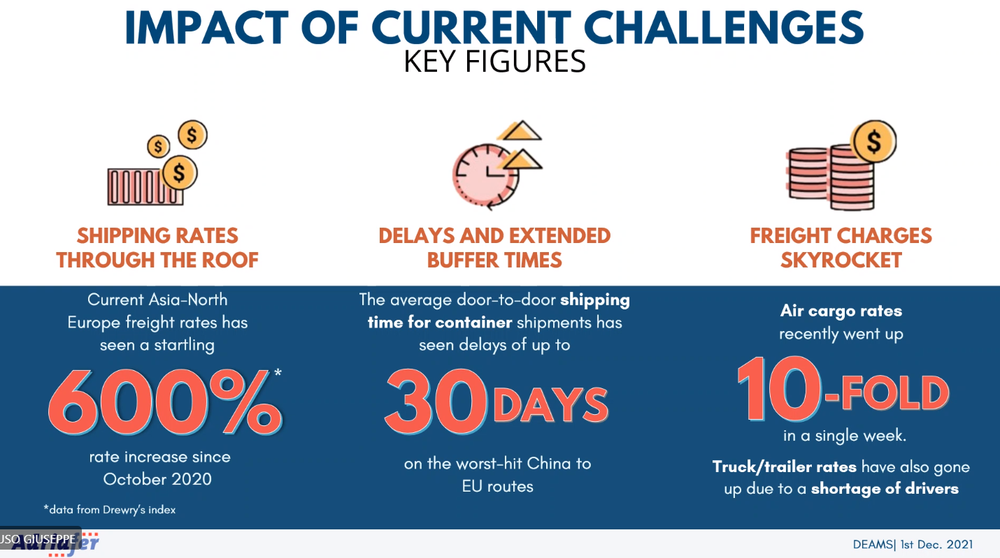 IMPACT OF CURRENT CHALLENGES
KEY FIGURES
$
$
$
SHIPPING RATES
THROUGH THE ROOF
Current Asia-North
Europe freight rates has
seen a startling
600%*
rate increase since
October 2020
*data from Drewry's index
DELAYS AND EXTENDED
BUFFER TIMES
The average door-to-door shipping
time for container shipments has
seen delays of up to
30 DAYS
on the worst-hit China to
EU routes
$
FREIGHT CHARGES
SKYROCKET
Air cargo rates
recently went up
10-FOLD
in a single week.
Truck/trailer rates have also gone
up due to a shortage of drivers
GIUSEPPE
Adriafer
DEAMS| 1st Dec. 2021